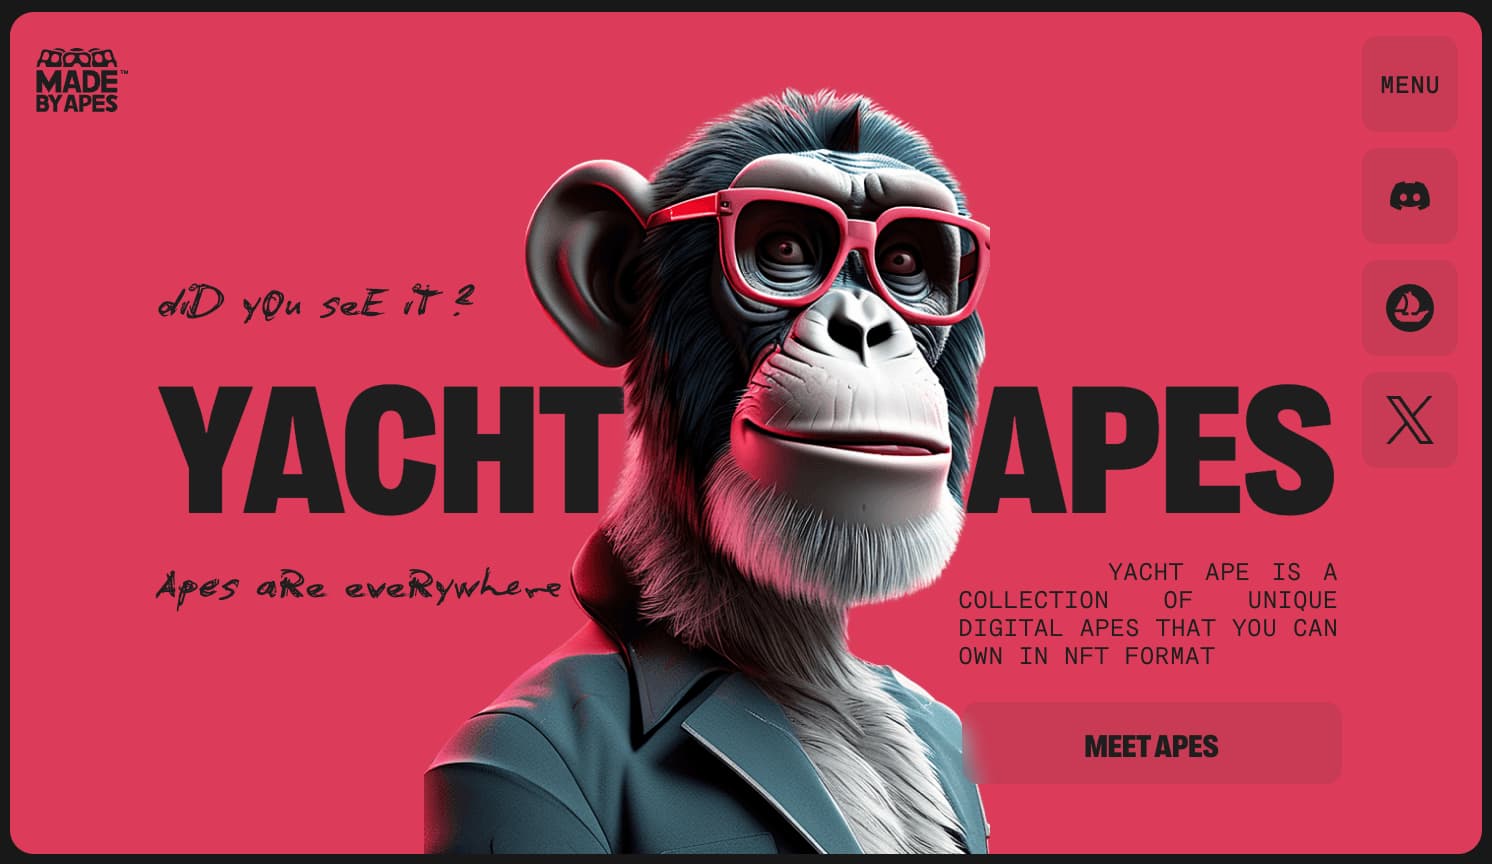 MADE™
BY APES
MENU
diD yOu seE iT ?
YACHT APES
Apes aRe eveRywhere
YACHT APE IS A
COLLECTION OF UNIQUE
DIGITAL APES THAT YOU CAN
OWN IN NFT FORMAT
MEET APES